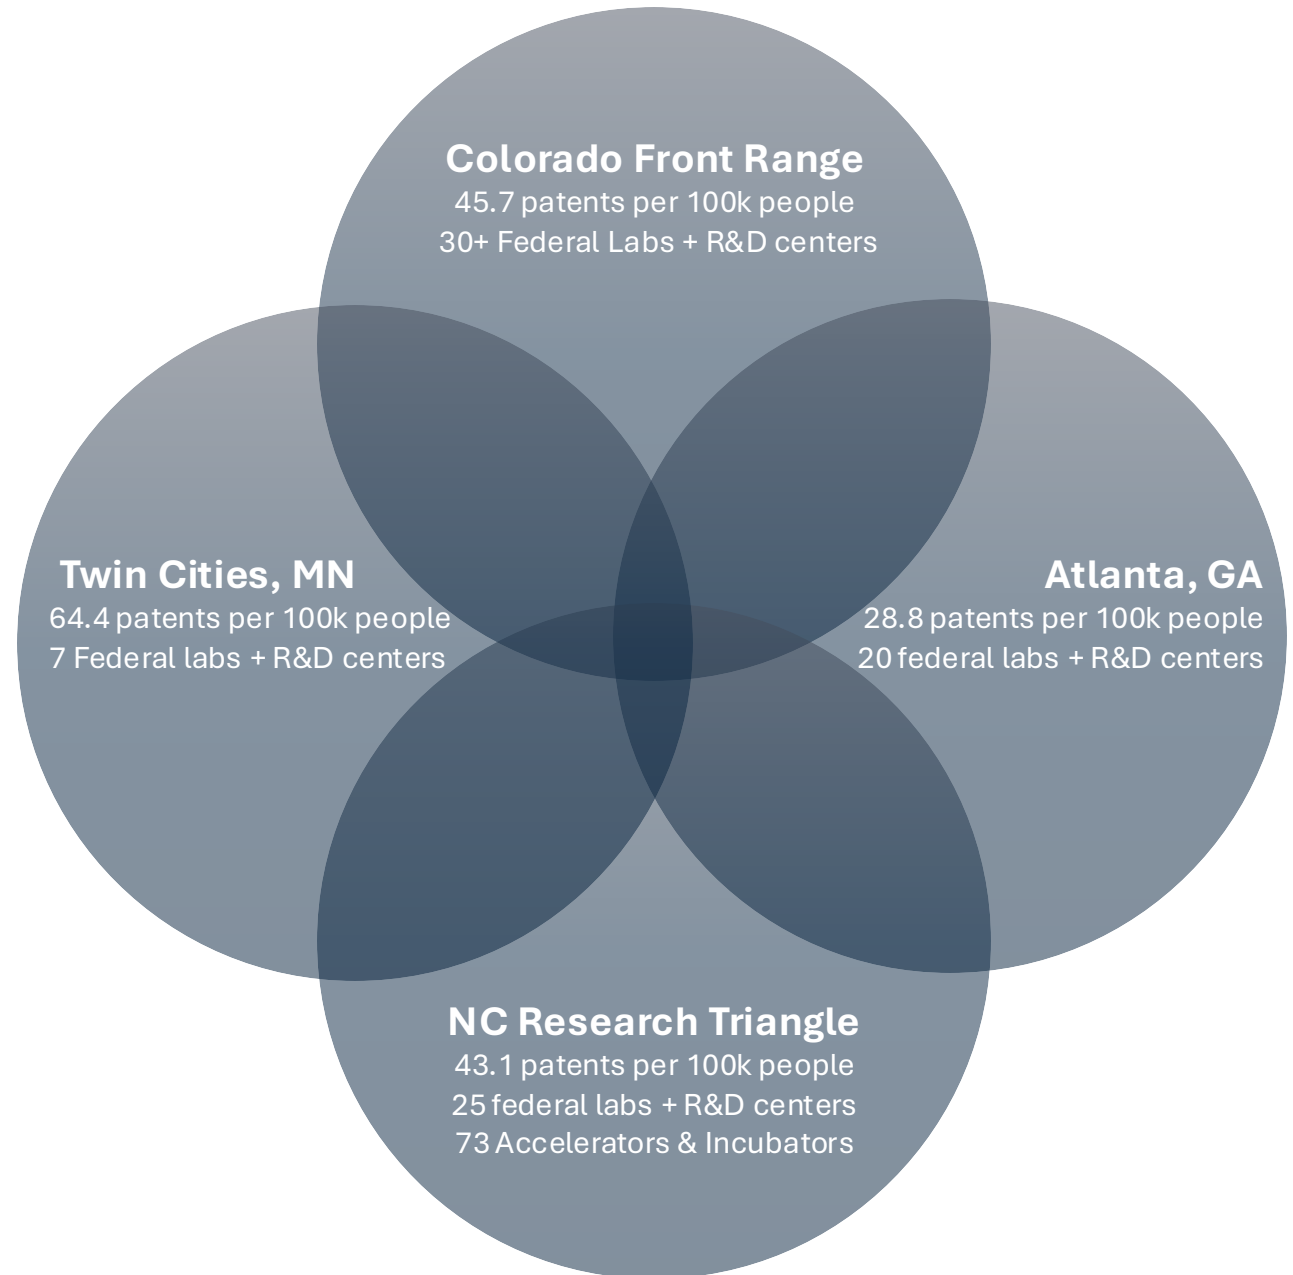 Colorado Front Range
45.7 patents per 100k people
30+ Federal Labs + R&D centers
Twin Cities, MN
64.4 patents per 100k people
7 Federal labs + R&D centers
Atlanta, GA
28.8 patents per 100k people
20 federal labs + R&D centers
NC Research Triangle
43.1 patents per 100k people
25 federal labs + R&D centers
73 Accelerators & Incubators